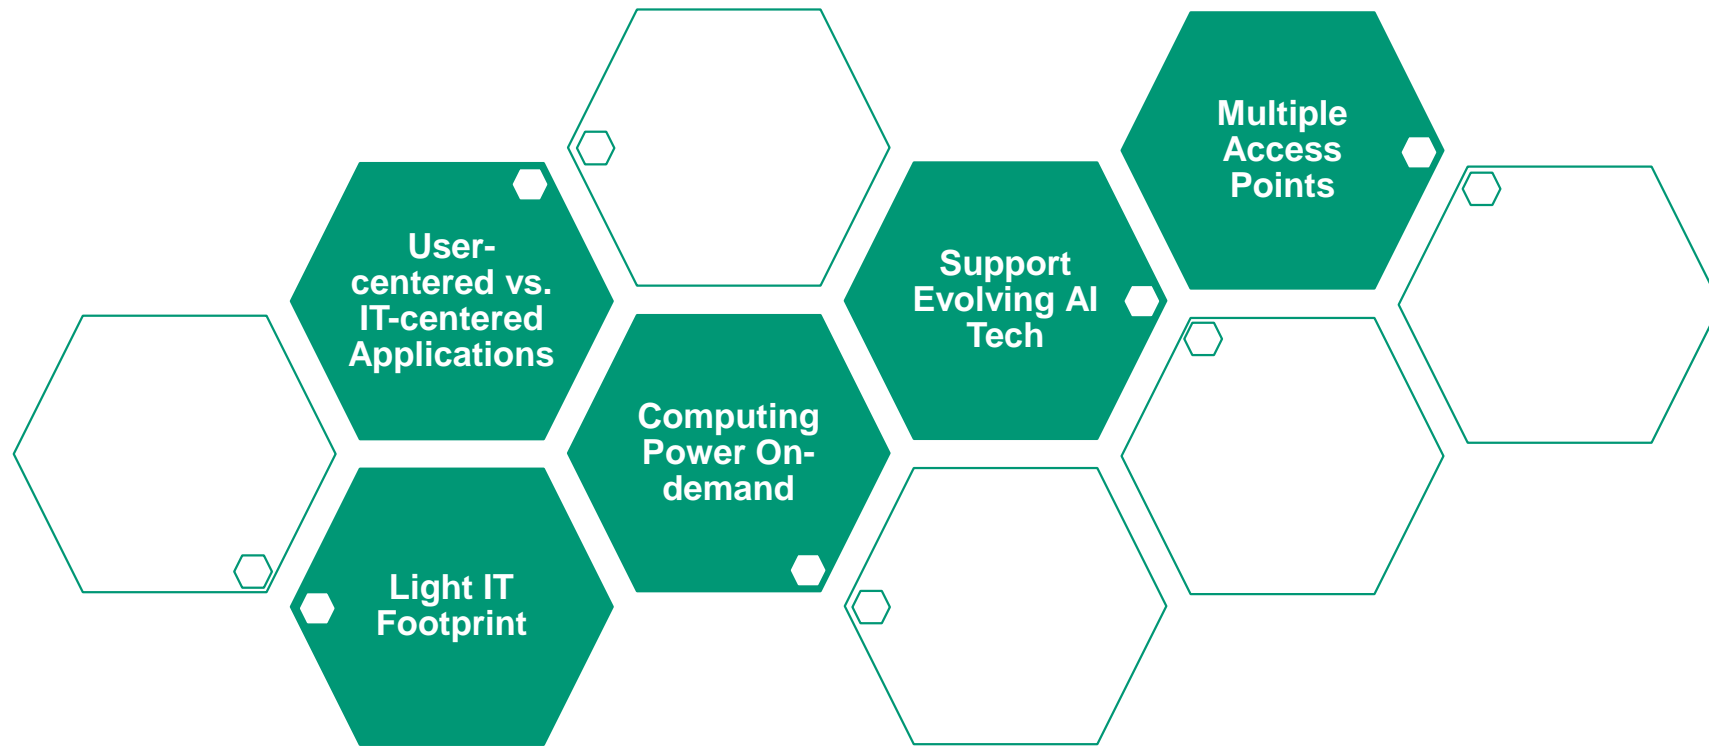 User-
centered vs.
IT-centered
Applications
Light IT
Footprint
Computing
Power On-
demand
Support
Evolving AI
Tech
Multiple
Access
Points